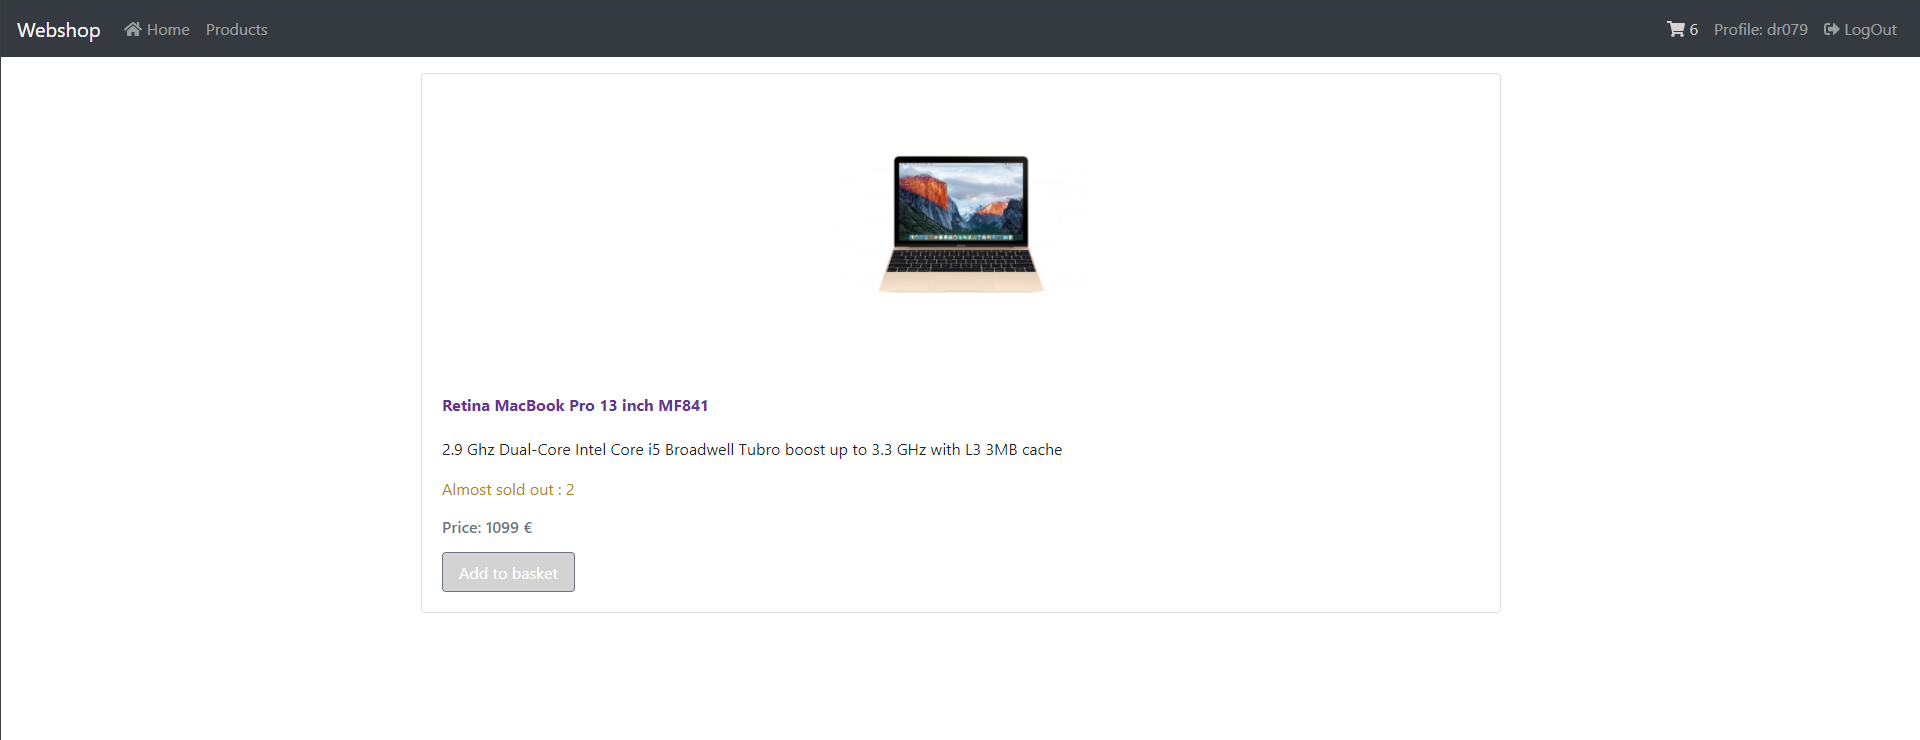 Webshop Home Products 6 Profile: dr079 LogOut
Retina MacBook Pro 13 inch MF841
2.9 Ghz Dual-Core Intel Core i5 Broadwell Tubro boost up to 3.3 GHz with L3 3MB cache
Almost sold out : 2
Price: 1099 €
Add to basket